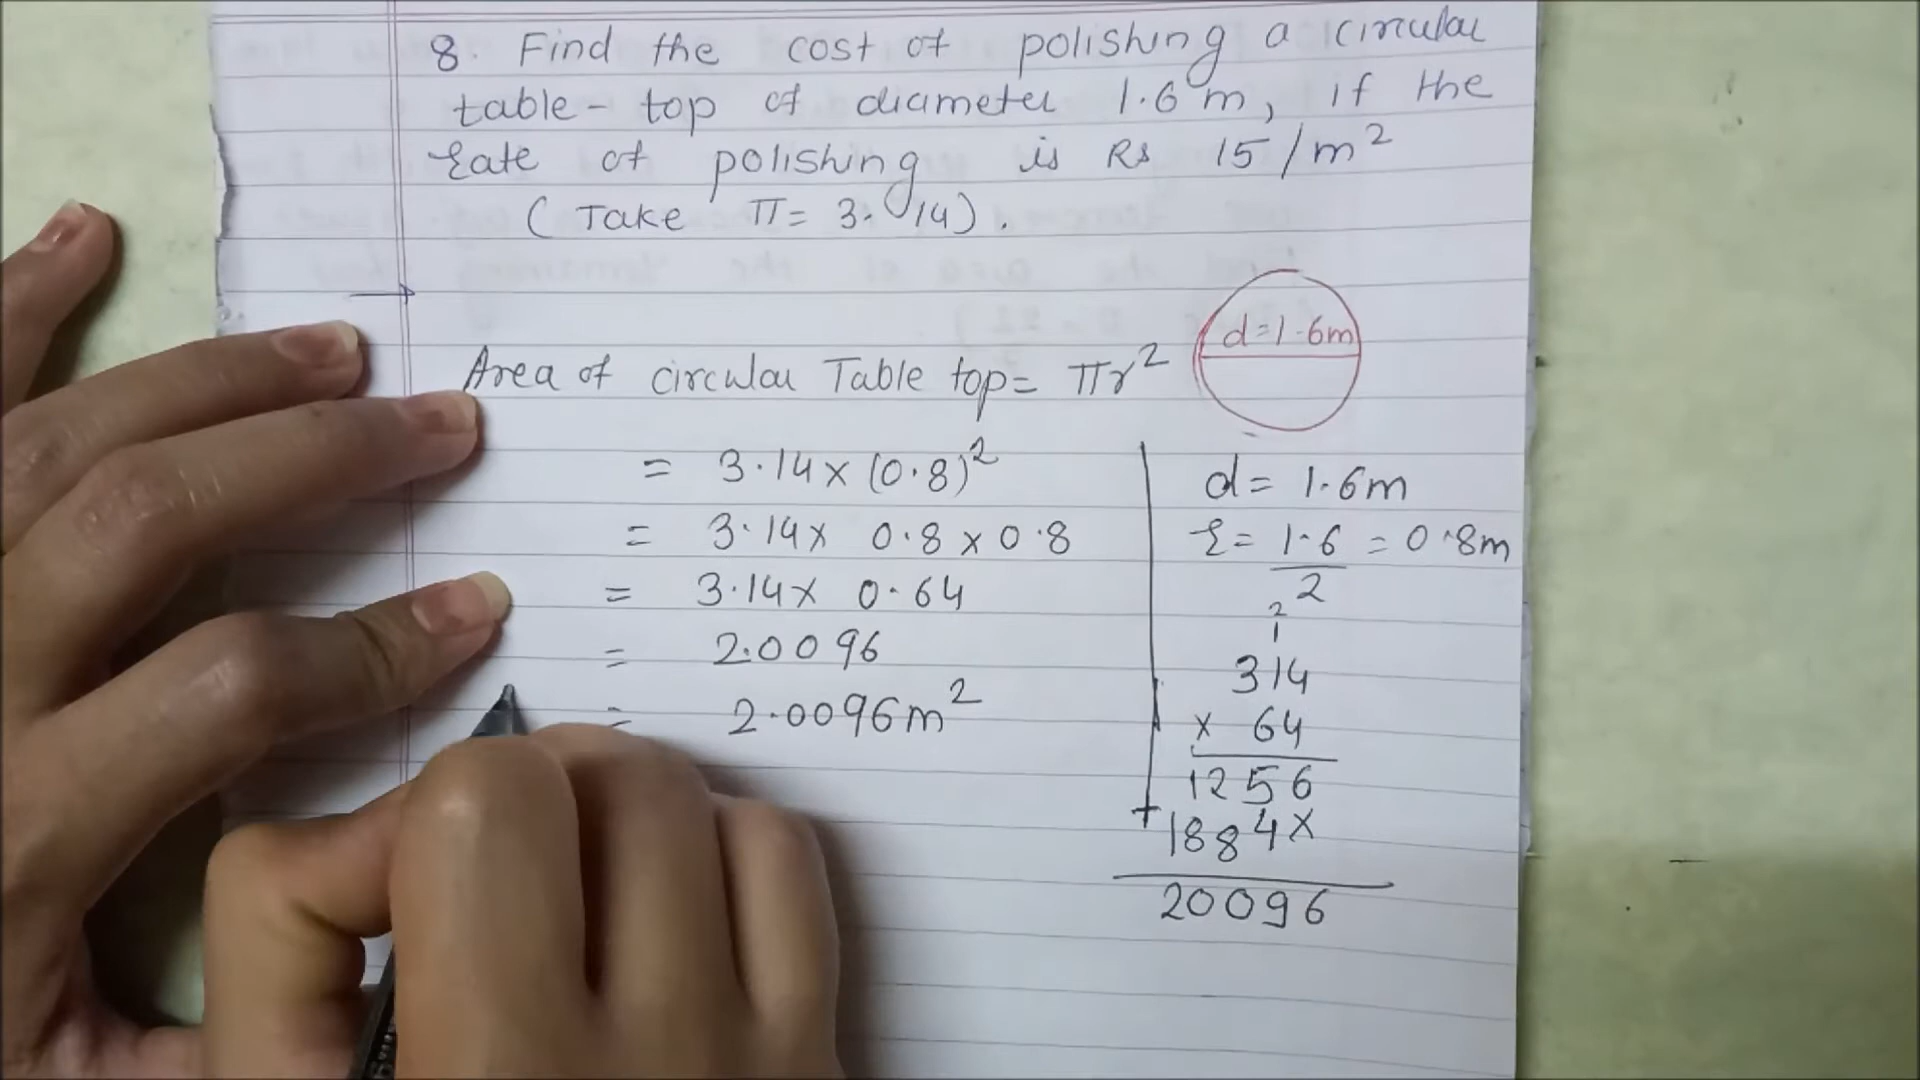 8. Find the cost of polishing a circular
table-top of diameter 1.6 m, if the
rate of polishing is Rs 15/m²
(Take π = 3.14).
d=1.6m
Area of circular Table top = πr²
= 3.14 x (0.8)²
= 3.14 x 0.8 x 0.8
= 3.14 x 0.64
= 2.0096
= 2.0096 m²
d = 1.6m
r = 1.6/2 = 0.8m
2
1
314
x 64
1256
+ 1884x
20096